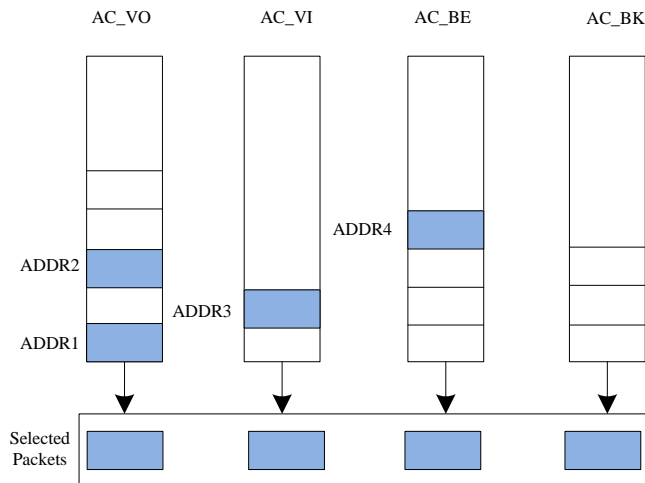 AC_VO
AC_VI
AC_BE
AC_BK
ADDR4
ADDR2
ADDR3
ADDR1
Selected
Packets